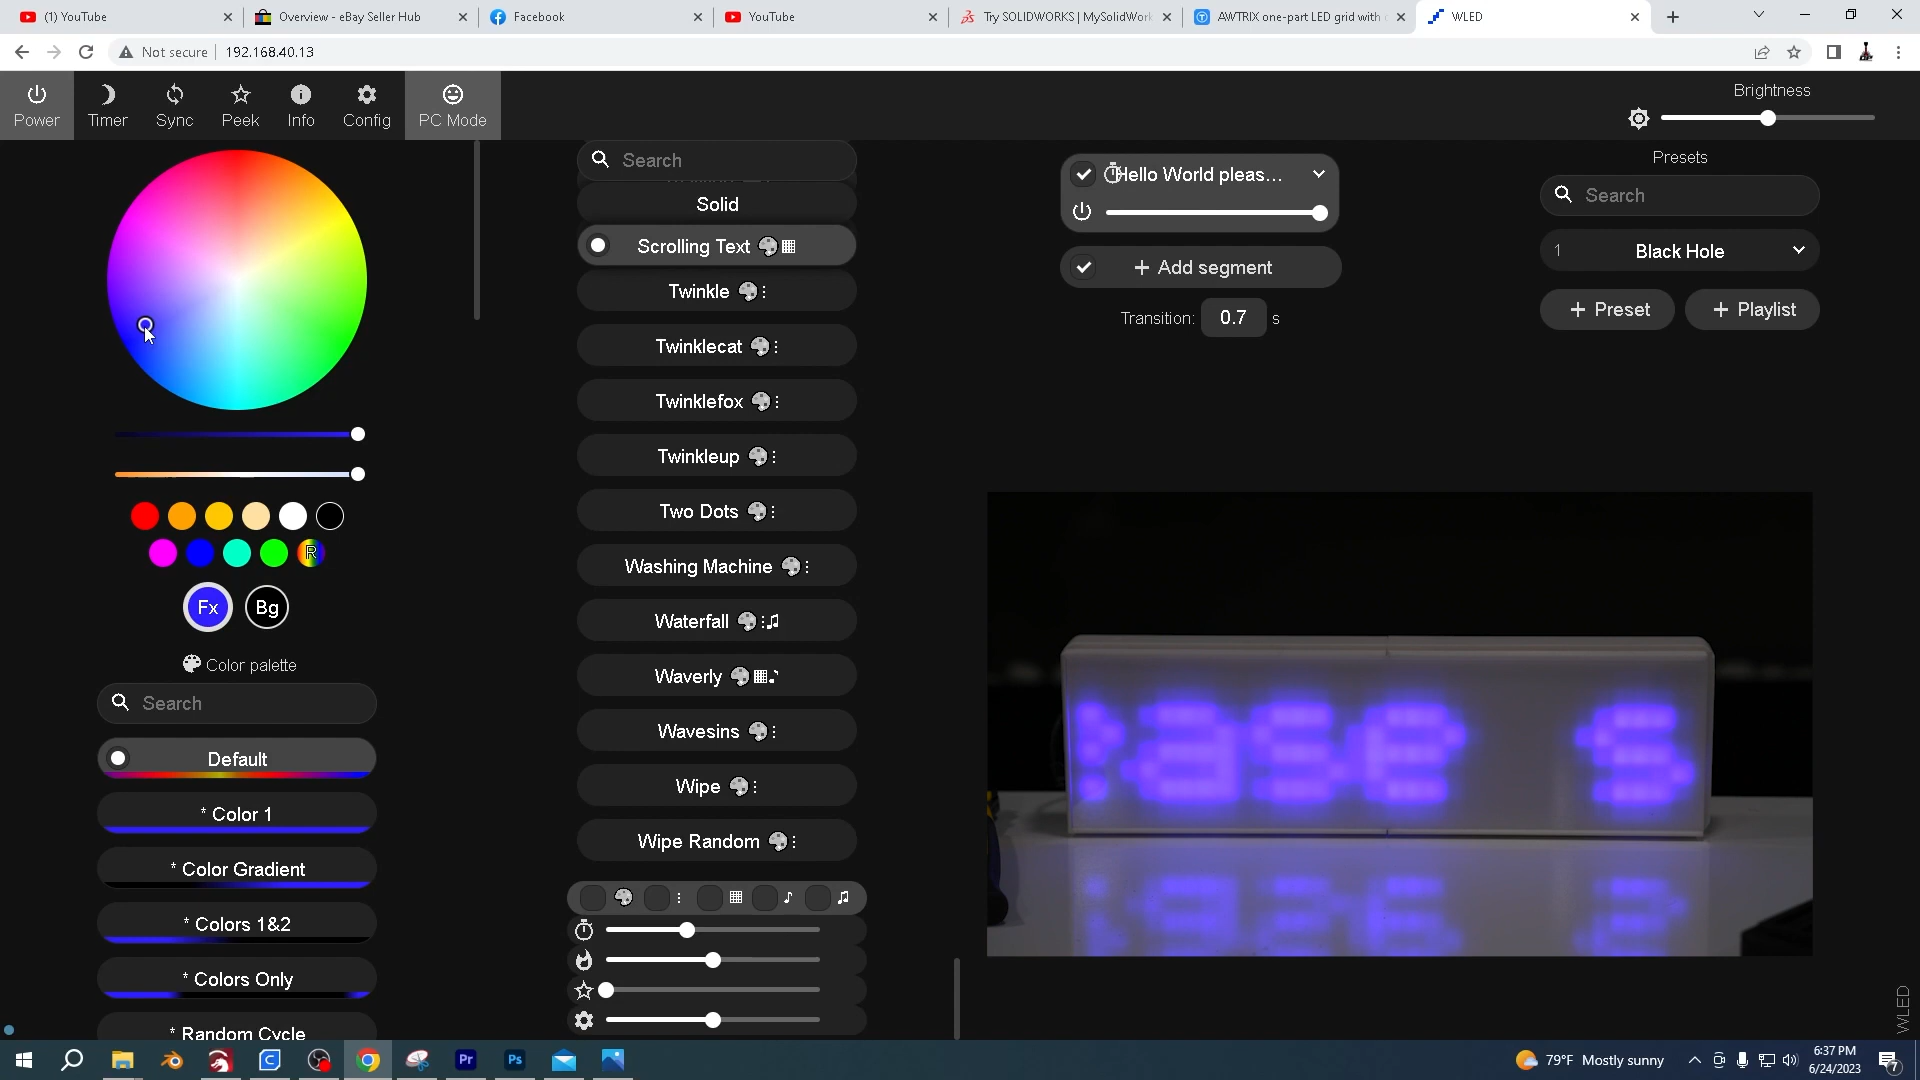 (1) YouTube
Overview - eBay Seller Hub
Facebook
YouTube
Try SOLIDWORKS | MySolidWork
AWTRIX one-part LED grid with
WLED
Not secure
192.168.40.13
Power
Timer
Sync
Peek
Info
Config
PC Mode
Brightness
Search
Solid
Scrolling Text
Twinkle
Twinklecat
Twinklefox
Twinkleup
Two Dots
Washing Machine
Waterfall
Waverly
Wavesins
Wipe
Wipe Random
R
Fx
Bg
Color palette
Search
Default
* Color 1
* Color Gradient
* Colors 1&2
* Colors Only
* Random Cycle
Hello World pleas...
+ Add segment
Transition: 0.7 s
Presets
Search
1 Black Hole
+ Preset
+ Playlist
ase s
WLED
Pr
Ps
79°F Mostly sunny
6:37 PM
6/24/2023
7